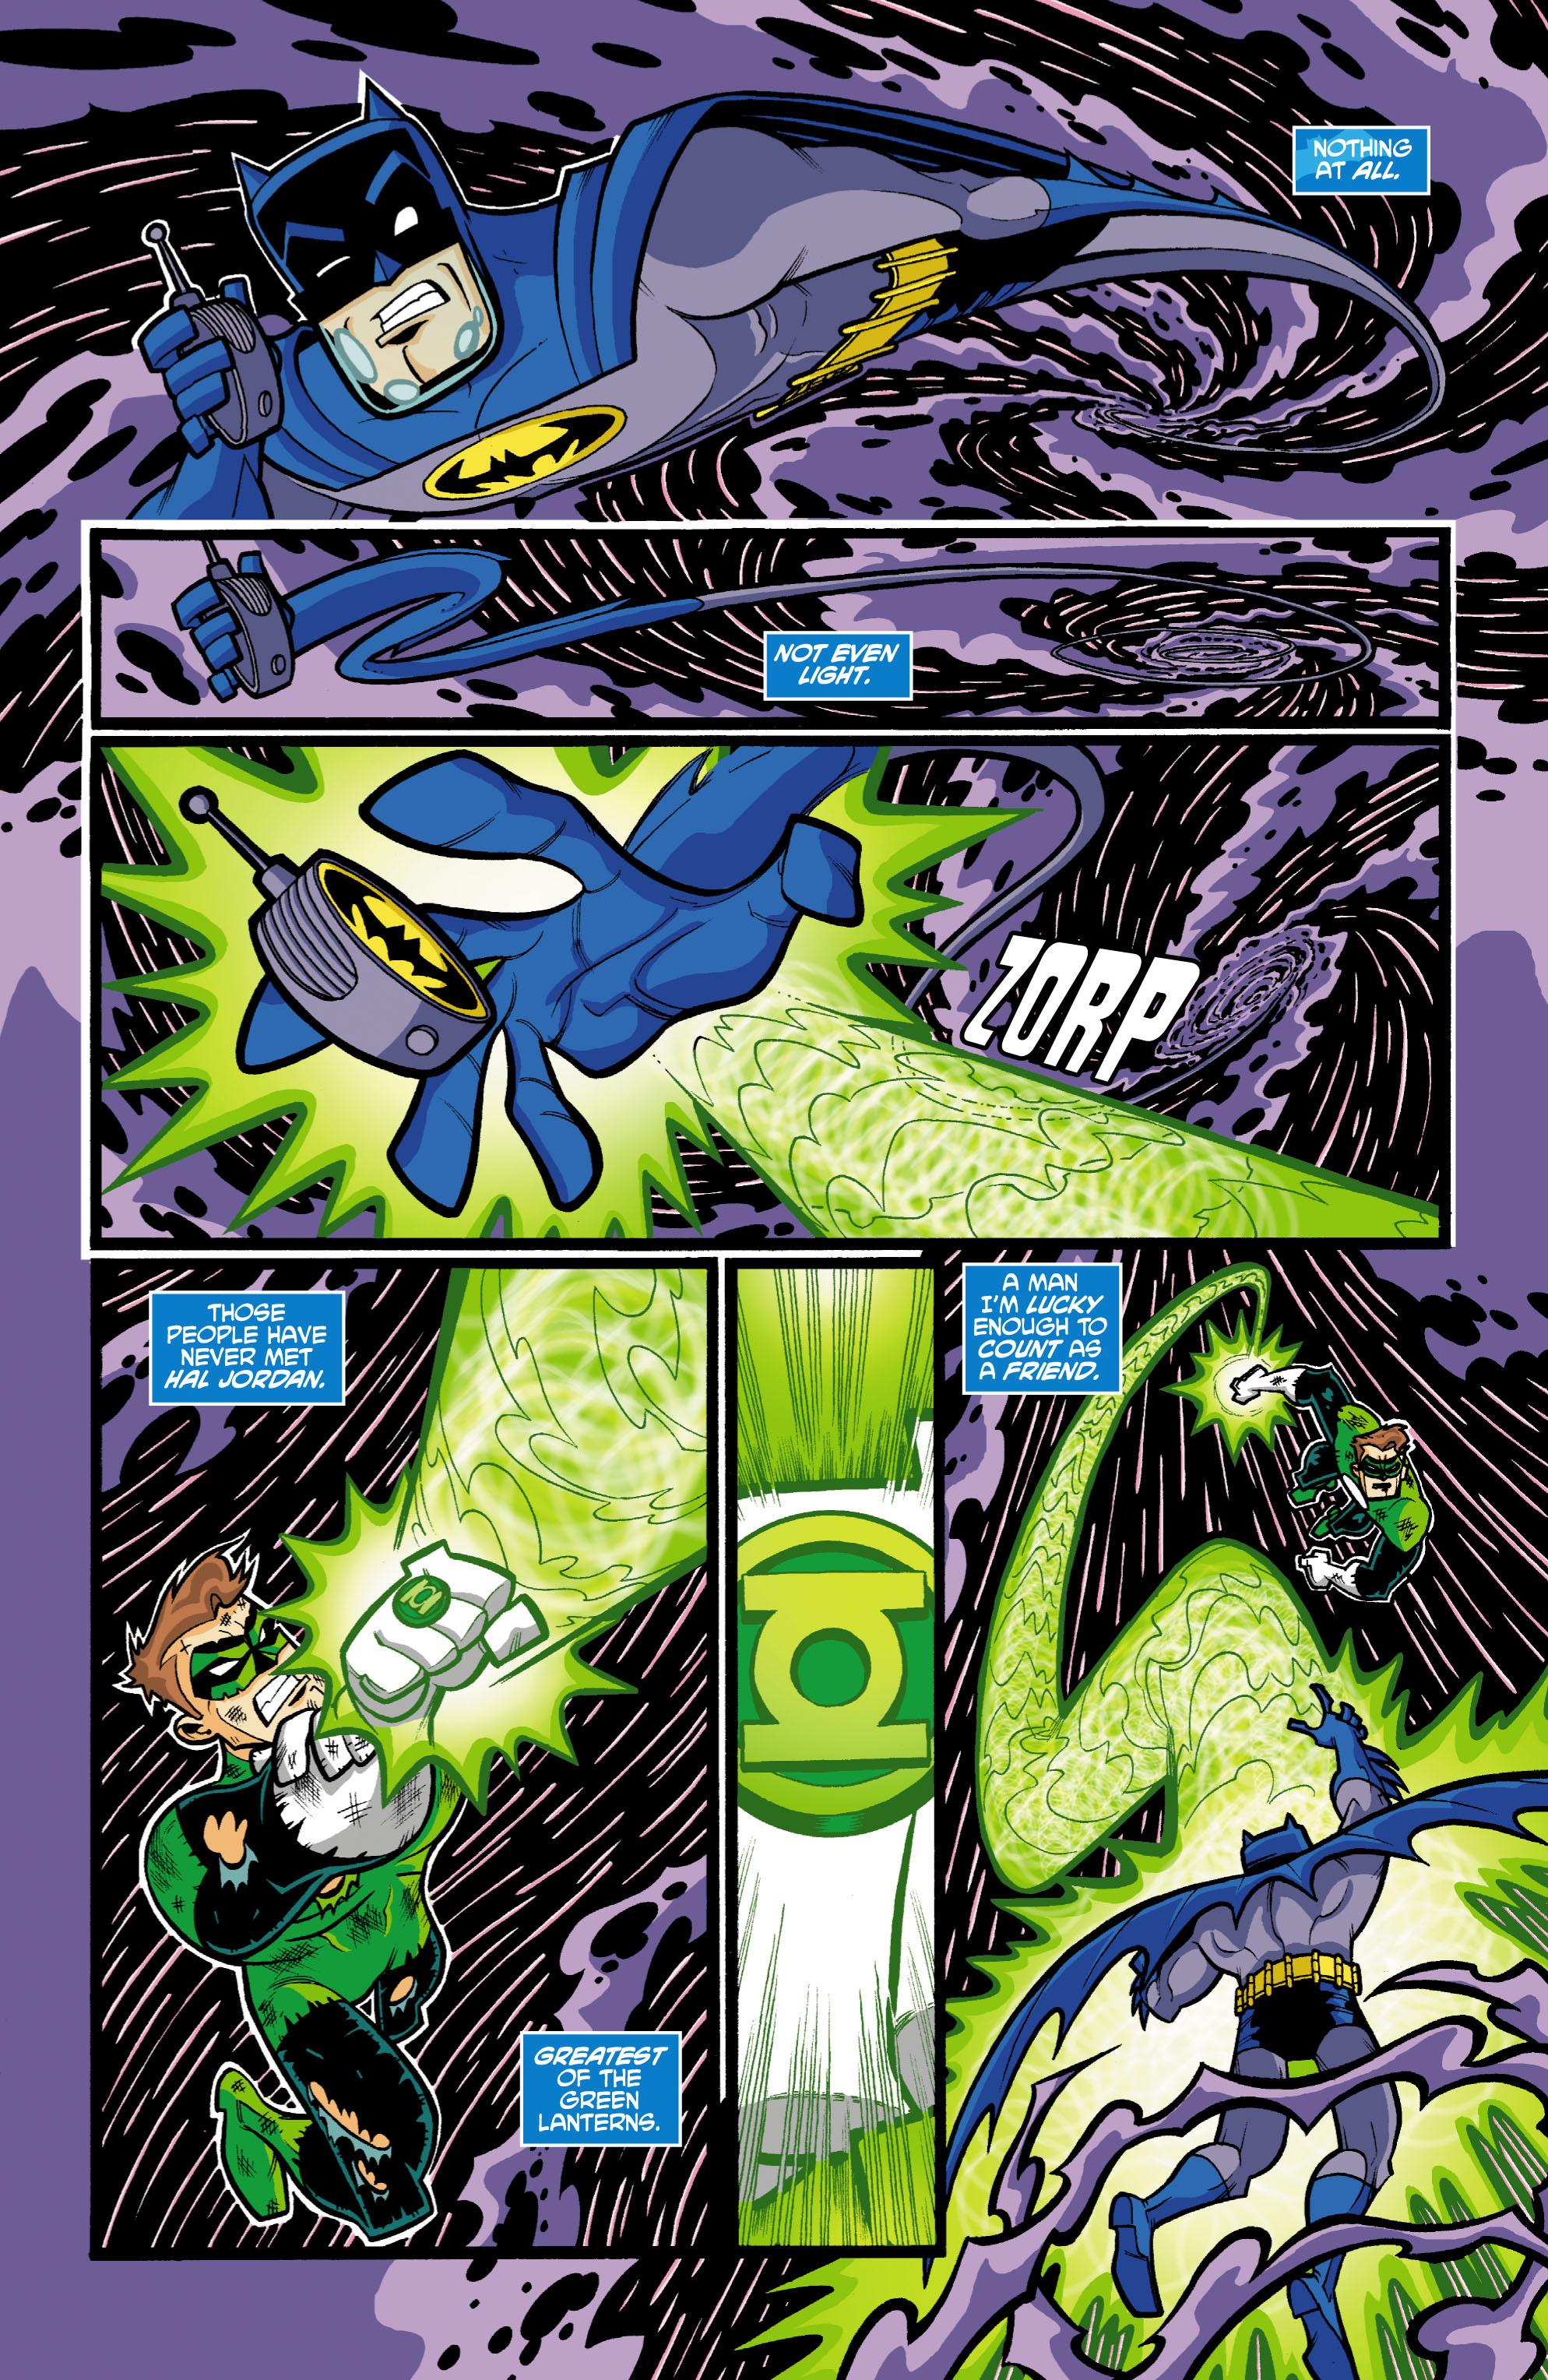 NOTHING
AT ALL.
NOT EVEN
LIGHT.
ZORP
THOSE
PEOPLE HAVE
NEVER MET
HAL JORDAN.
GREATEST
OF THE
GREEN
LANTERNS.
A MAN
I'M LUCKY
ENOUGH TO
COUNT AS
A FRIEND.